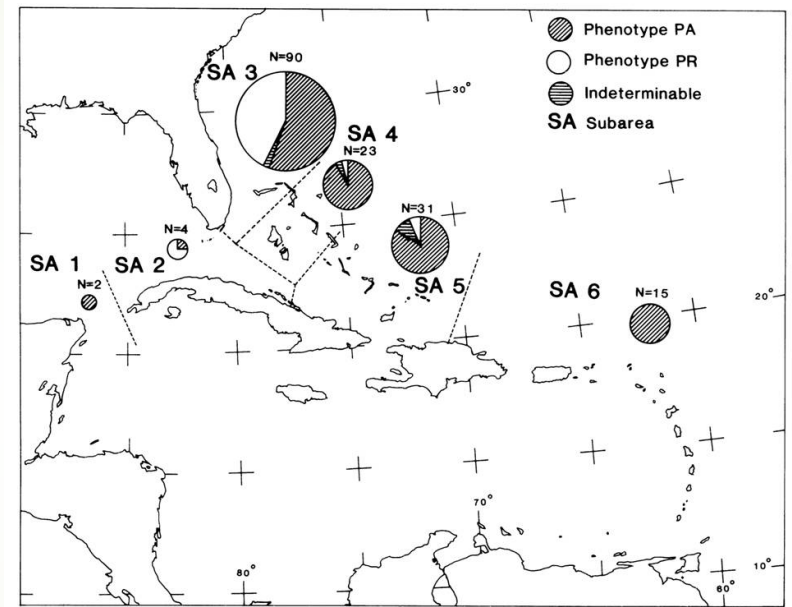 Phenotype PA
Phenotype PR
Indeterminable
SA Subarea
N=90
SA 3
30°
SA 4
N=23
N=4
N=31
SA 1
SA 2
N=2
SA 5
SA 6
N=15
20°
70°
80°
10°
60°